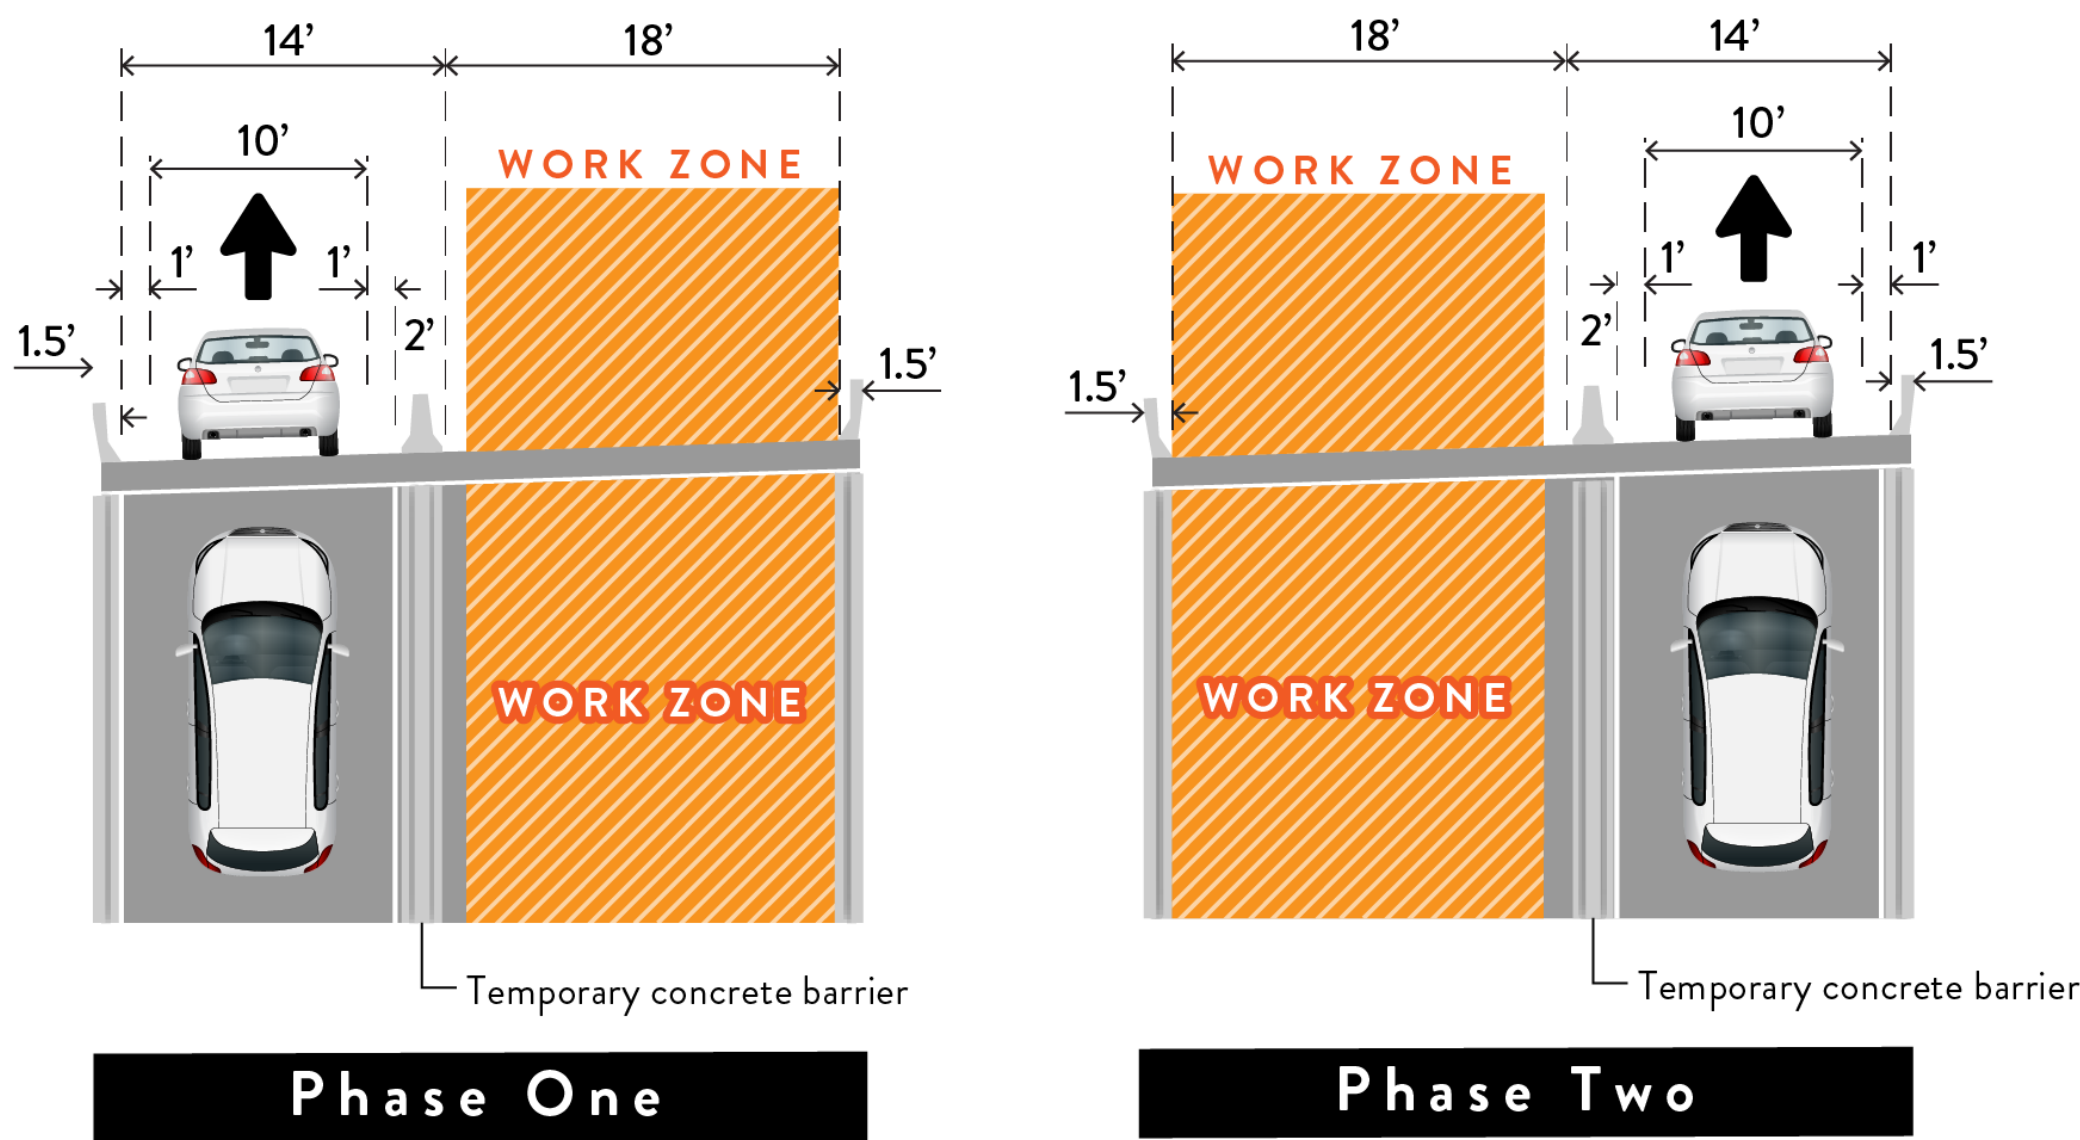 14’
18’
10’
WORK ZONE
1’
1’
2’
1.5’
1.5’
WORK ZONE
Temporary concrete barrier
Phase One
18’
14’
10’
WORK ZONE
1’
1’
2’
1.5’
1.5’
WORK ZONE
Temporary concrete barrier
Phase Two